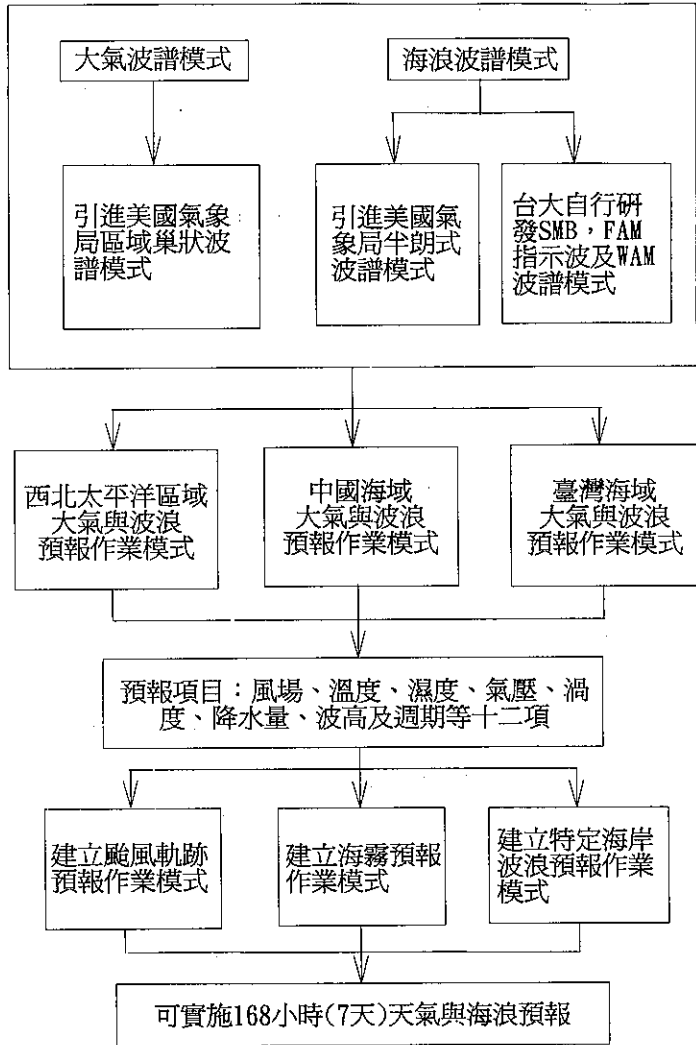 大氣波譜模式
海浪波譜模式
引進美國氣象
局區域巢狀波
譜模式
引進美國氣
象局半朗式
波譜模式
台大自行研
發SMB，FAM
指示波及WAM
波譜模式
西北太平洋區域
大氣與波浪
預報作業模式
中國海域
大氣與波浪
預報作業模式
臺灣海域
大氣與波浪
預報作業模式
預報項目：風場、溫度、濕度、氣壓、渦
度、降水量、波高及週期等十二項
建立颱風軌跡
預報作業模式
建立海霧預報
作業模式
建立特定海岸
波浪預報作業
模式
可實施168小時(7天)天氣與海浪預報